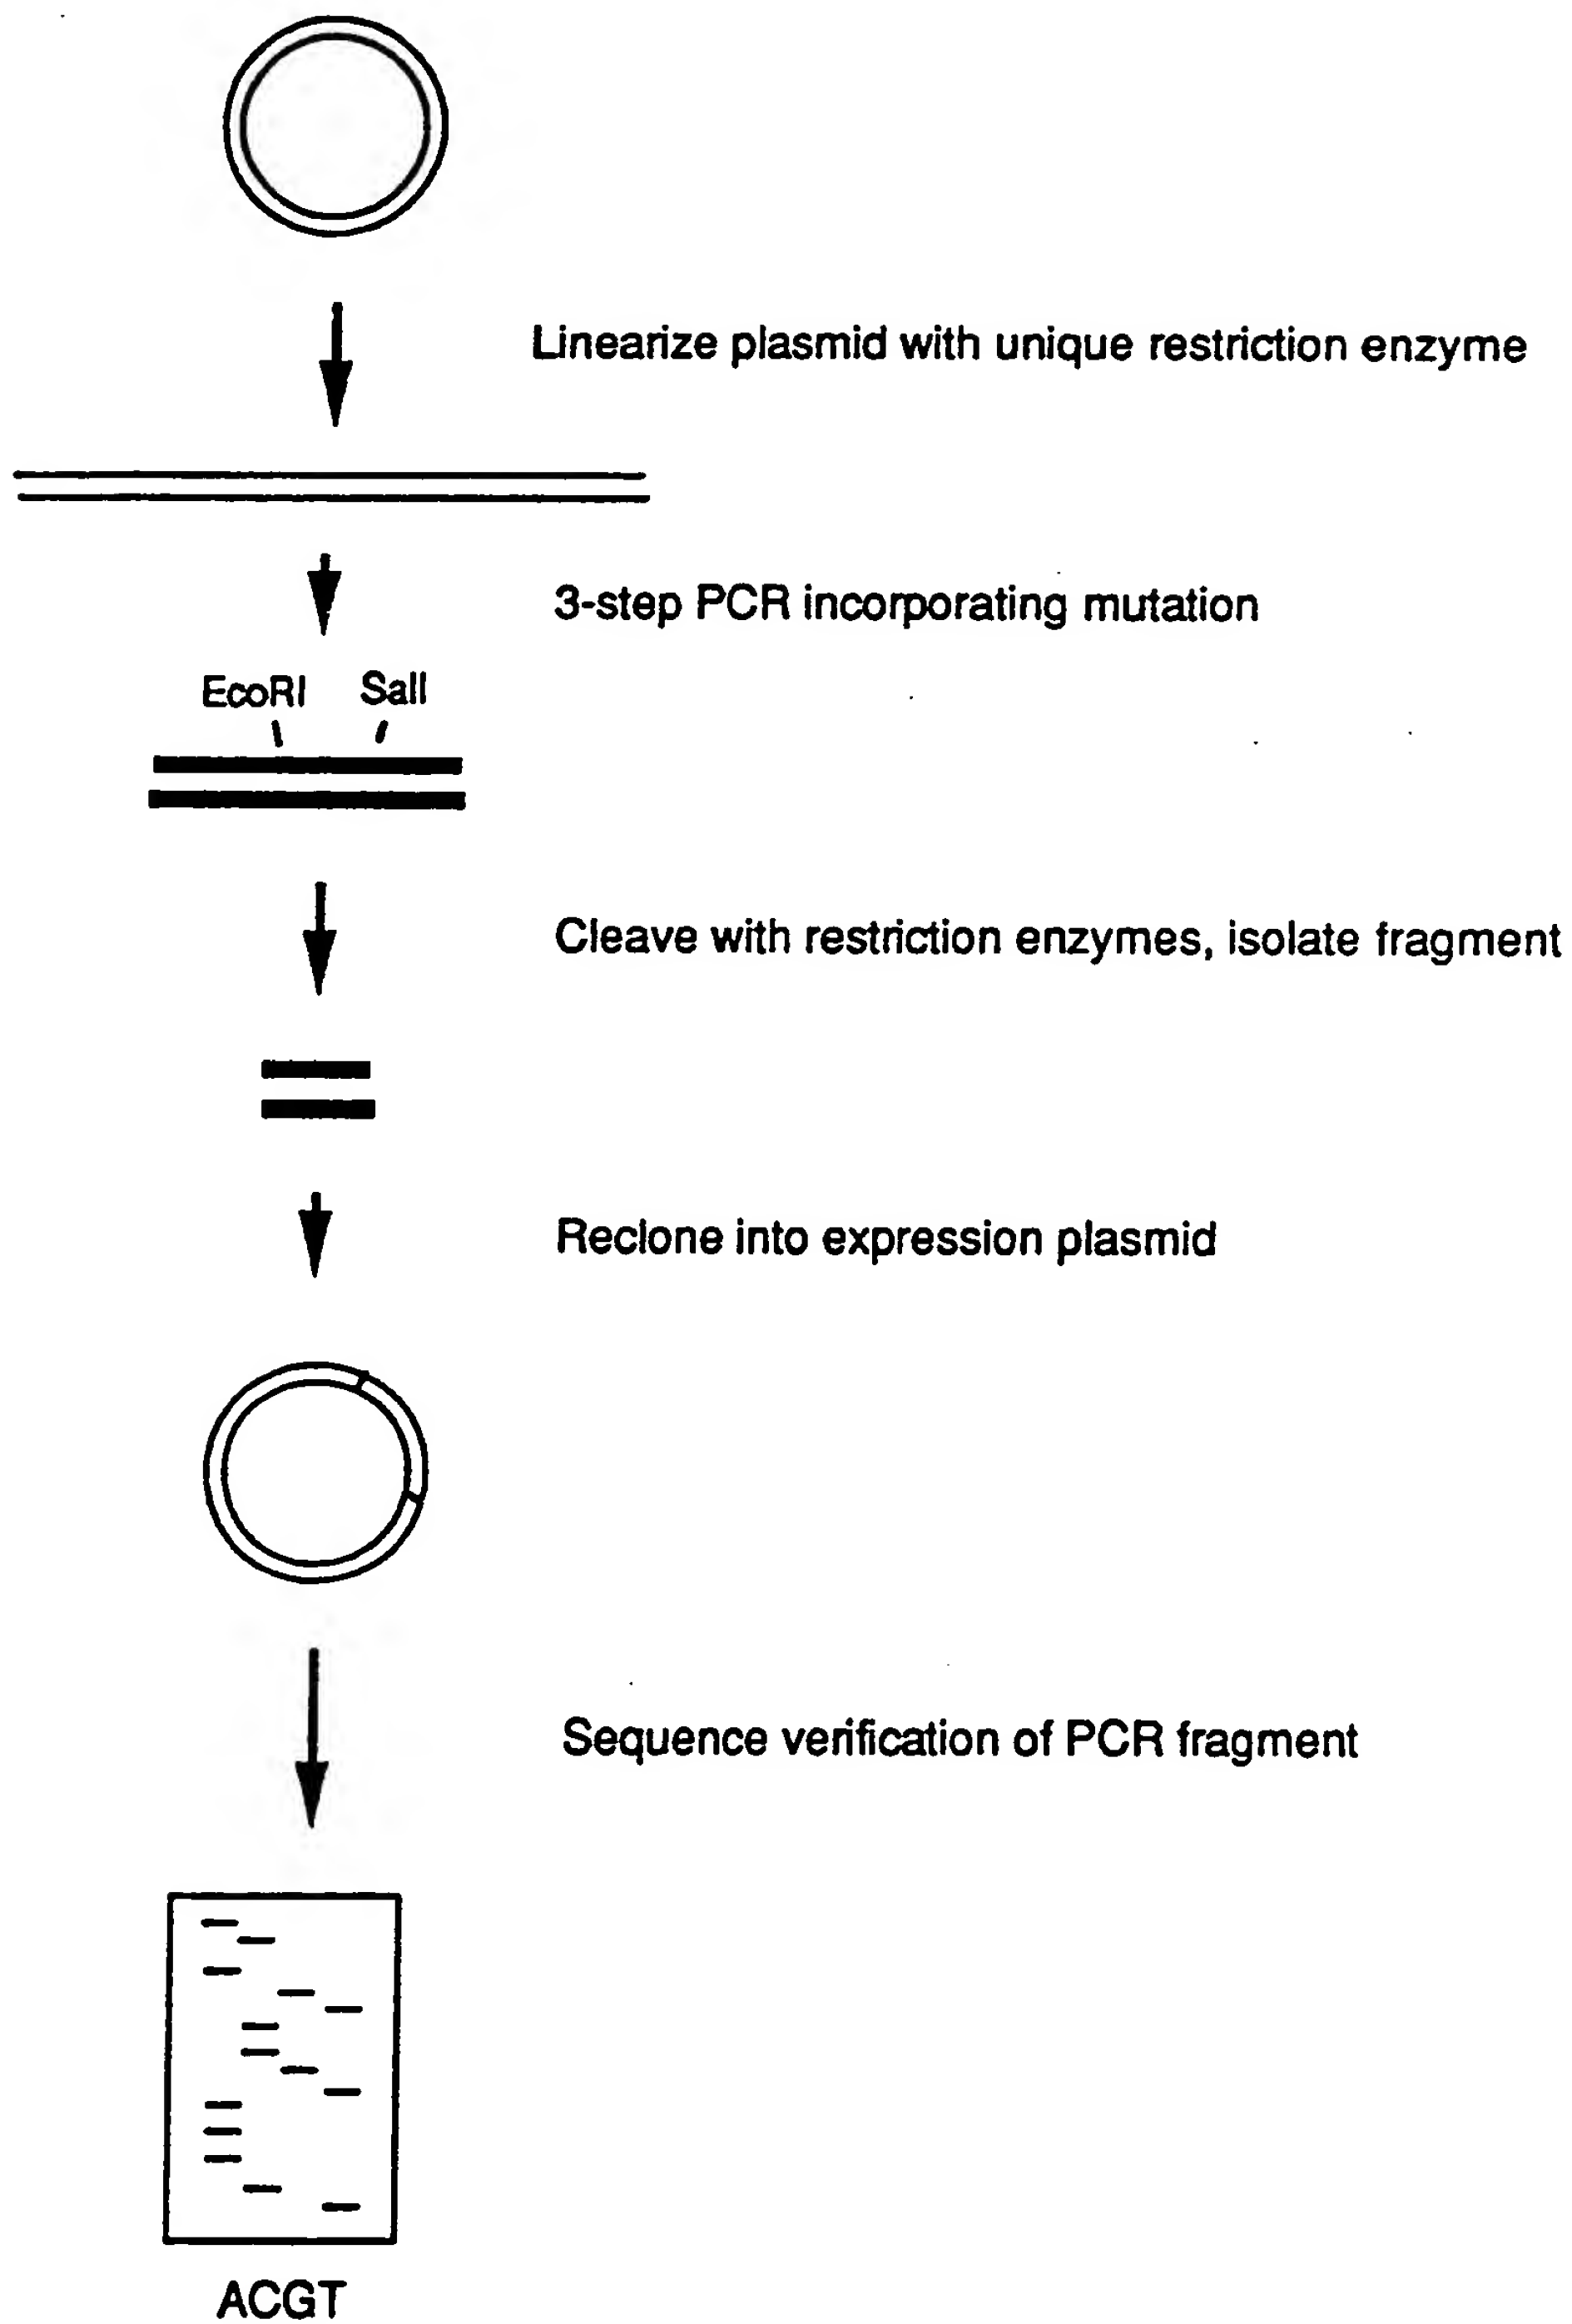 Linearize plasmid with unique restriction enzyme
3-step PCR incorporating mutation
EcoRI SalI
Cleave with restriction enzymes, isolate fragment
Reclone into expression plasmid
Sequence verification of PCR fragment
ACGT